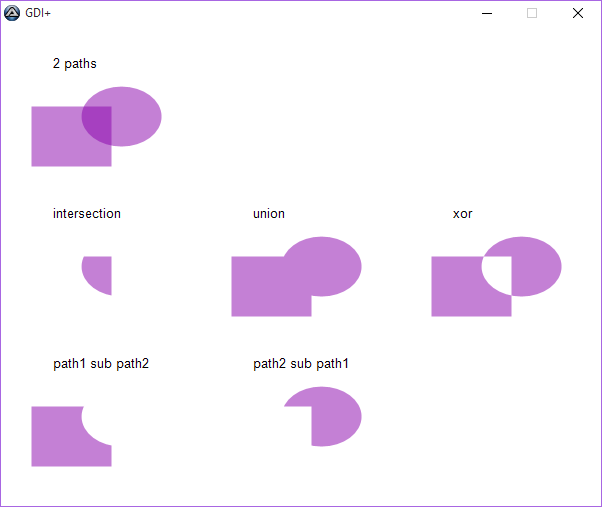 GDI+
2 paths
intersection
union
xor
path1 sub path2
path2 sub path1